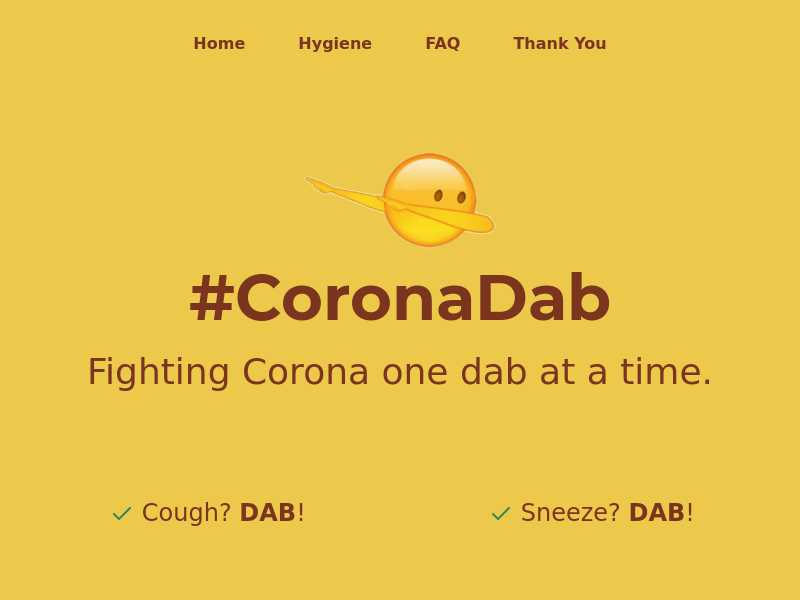 Home Hygiene FAQ Thank You
#CoronaDab
Fighting Corona one dab at a time.
Cough? DAB! Sneeze? DAB!